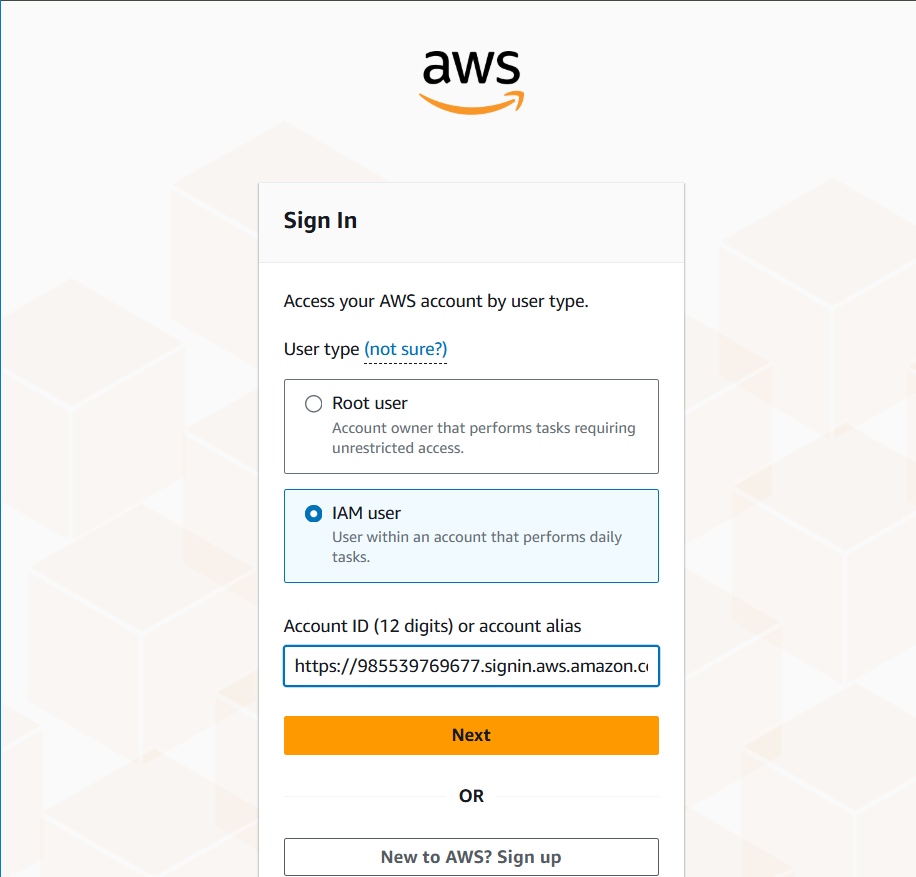 aws
Sign In
Access your AWS account by user type.
User type (not sure?)
Root user
Account owner that performs tasks requiring
unrestricted access.
IAM user
User within an account that performs daily
tasks.
Account ID (12 digits) or account alias
https://985539769677.signin.aws.amazon.co
Next
OR
New to AWS? Sign up